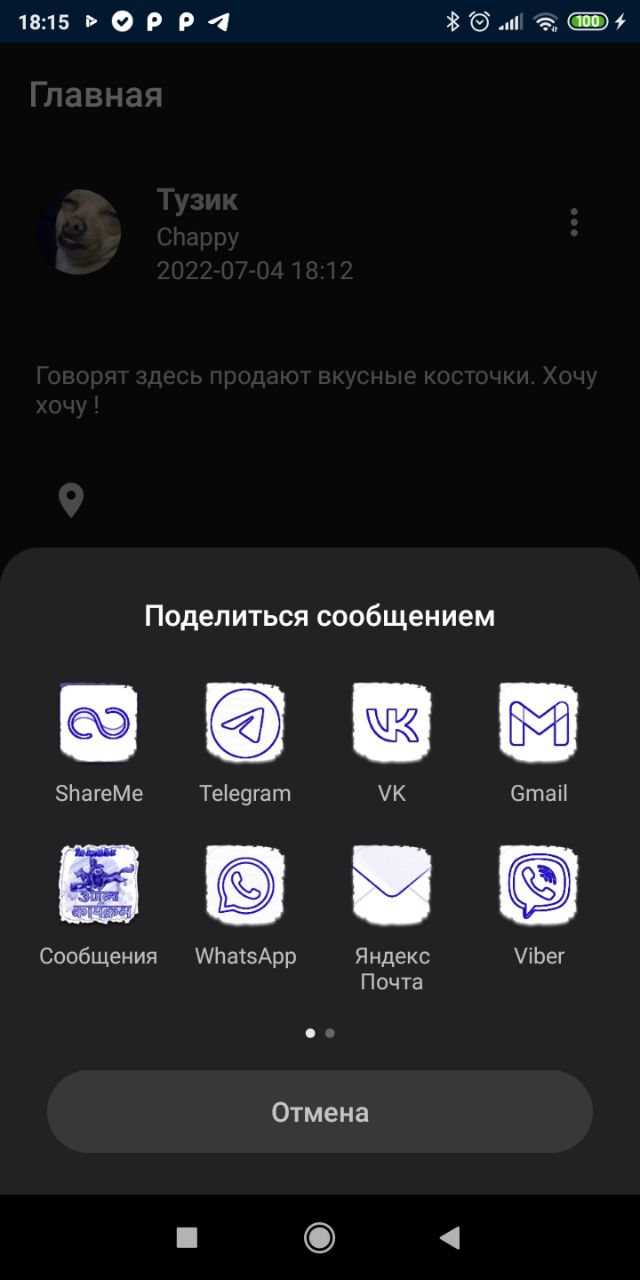 18:15
100
Главная
Тузик
Chappy
2022-07-04 18:12
Говорят здесь продают вкусные косточки. Хочу
хочу !
Поделиться сообщением
ShareMe
Telegram
VK
Gmail
Сообщения
WhatsApp
Яндекс
Почта
Viber
Отмена